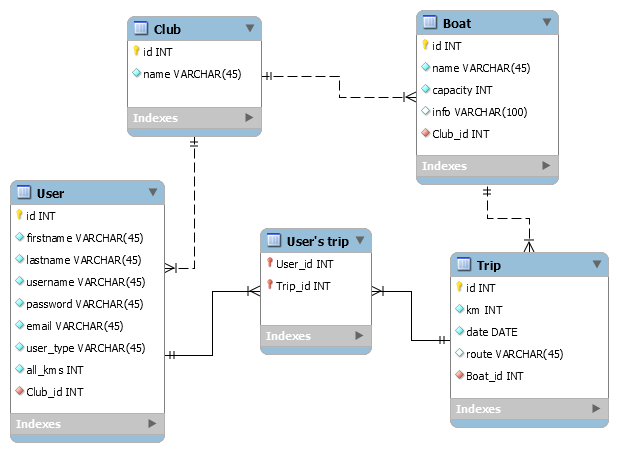 Club
id INT
name VARCHAR(45)
Indexes
Boat
id INT
name VARCHAR(45)
capacity INT
info VARCHAR(100)
Club_id INT
Indexes
User
id INT
firstname VARCHAR(45)
lastname VARCHAR(45)
username VARCHAR(45)
password VARCHAR(45)
email VARCHAR(45)
user_type VARCHAR(45)
all_kms INT
Club_id INT
Indexes
User's trip
User_id INT
Trip_id INT
Indexes
Trip
id INT
km INT
date DATE
route VARCHAR(45)
Boat_id INT
Indexes